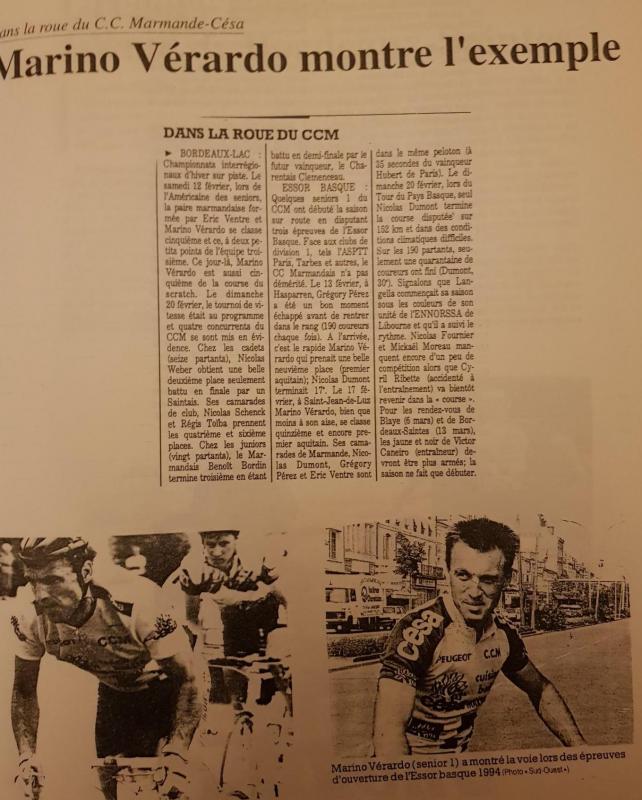 ans la roue du C.C. Marmande-Césa
Marino Vérardo montre l'exemple
DANS LA ROUE DU CCM
► BORDEAUX-LAC :
Championnats interrégio-
naux d'hiver sur piste. Le
samedi 12 février, lors de
l'Américaine des seniors,
la paire marmandaise for-
mée par Eric Ventre et
Marino Vérardo se classe
cinquième et ce, à deux pe-
tits points de l'équipe troi-
sième. Ce jour-là, Marino
Vérardo est aussi cin-
quième de la course du
scratch. Le dimanche
20 février, le tournoi de vi-
tesse était au programme
et quatre concurrents du
CCM se sont mis en évi-
dence. Chez les cadets
(seize partants), Nicolas
Weber obtient une belle
deuxième place seulement
battu en finale par un
Saintais. Ses camarades
de club, Nicolas Schenck
et Régis Tolba prennent
les quatrième et sixième
places. Chez les juniors
(vingt partants), le Mar-
mandais Benoît Bordin
termine troisième en étant
battu en demi-finale par le
futur vainqueur, le Cha-
rentais Clemenceau.
ESSOR BASQUE :
Quelques seniors 1 du
CCM ont débuté la saison
sur route en disputant
trois épreuves de l'Essor
Basque. Face aux clubs de
division 1, tels l'ASPTT
Paris, Tarbes et autres, le
CC Marmandais n'a pas
démérité. Le 13 février, à
Hasparren, Grégory Pérez
a été un bon moment
échappé avant de rentrer
dans le rang (190 coureurs
chaque fois). A l'arrivée,
c'est le rapide Marino Vé-
rardo qui prenait une belle
neuvième place (premier
aquitain); Nicolas Dumont
terminait 17e. Le 17 fé-
vrier, à Saint-Jean-de-Luz
Marino Vérardo, bien que
moins à son aise, se classe
quinzième et encore pre-
mier aquitain. Ses cama-
rades de Marmande, Nico-
las Dumont, Grégory
Pérez et Eric Ventre sont
dans le même peloton (à
35 secondes du vainqueur
Hubert de Paris). Le di-
manche 20 février, lors du
Tour du Pays Basque, seul
Nicolas Dumont termine
la course disputée sur
152 km et dans des condi-
tions climatiques difficiles.
Sur les 190 partants, seu-
lement une quarantaine de
coureurs ont fini (Dumont,
30e). Signalons que Lan-
gella commençait sa saison
sous les couleurs de son
unité de l'ENNORSSA de
Libourne et qu'il a suivi le
rythme. Nicolas Fournier
et Mickaël Moreau man-
quent encore d'un peu de
compétition alors que Cy-
ril Ribette (accidenté à
l'entraînement) va bientôt
revenir dans la « course ».
Pour les rendez-vous de
Blaye (6 mars) et de Bor-
deaux-Saintes (13 mars),
les jaune et noir de Victor
Caneiro (entraîneur) de-
vront être plus armés; la
saison ne fait que débuter.
CCM
césa
PEUGEOT C.C.M
Marino Vérardo (senior 1) a montré la voie lors des épreuves
d'ouverture de l'Essor basque 1994 (Photo « Sud-Ouest »)